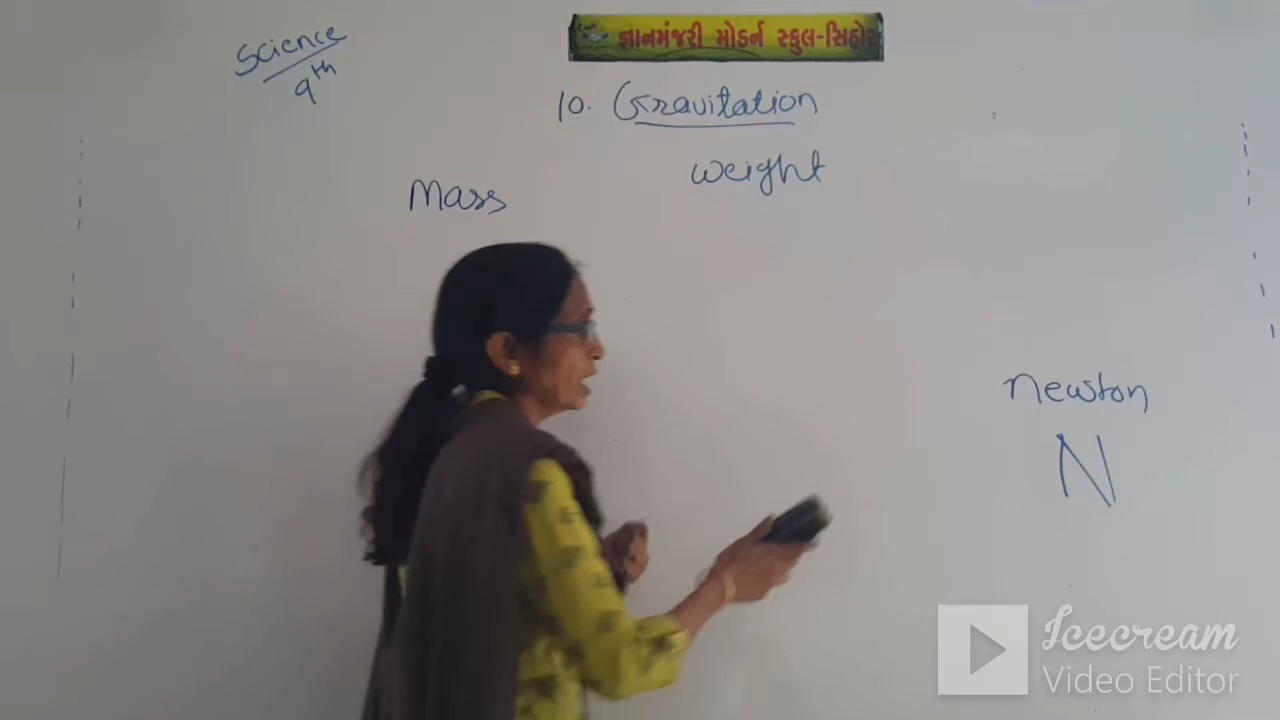 જ્ઞાનમંજરી મોડર્ન સ્કુલ-સિહોર
Science
9th
10. Gravitation
Mass
weight
Newton
N
Icecream
Video Editor